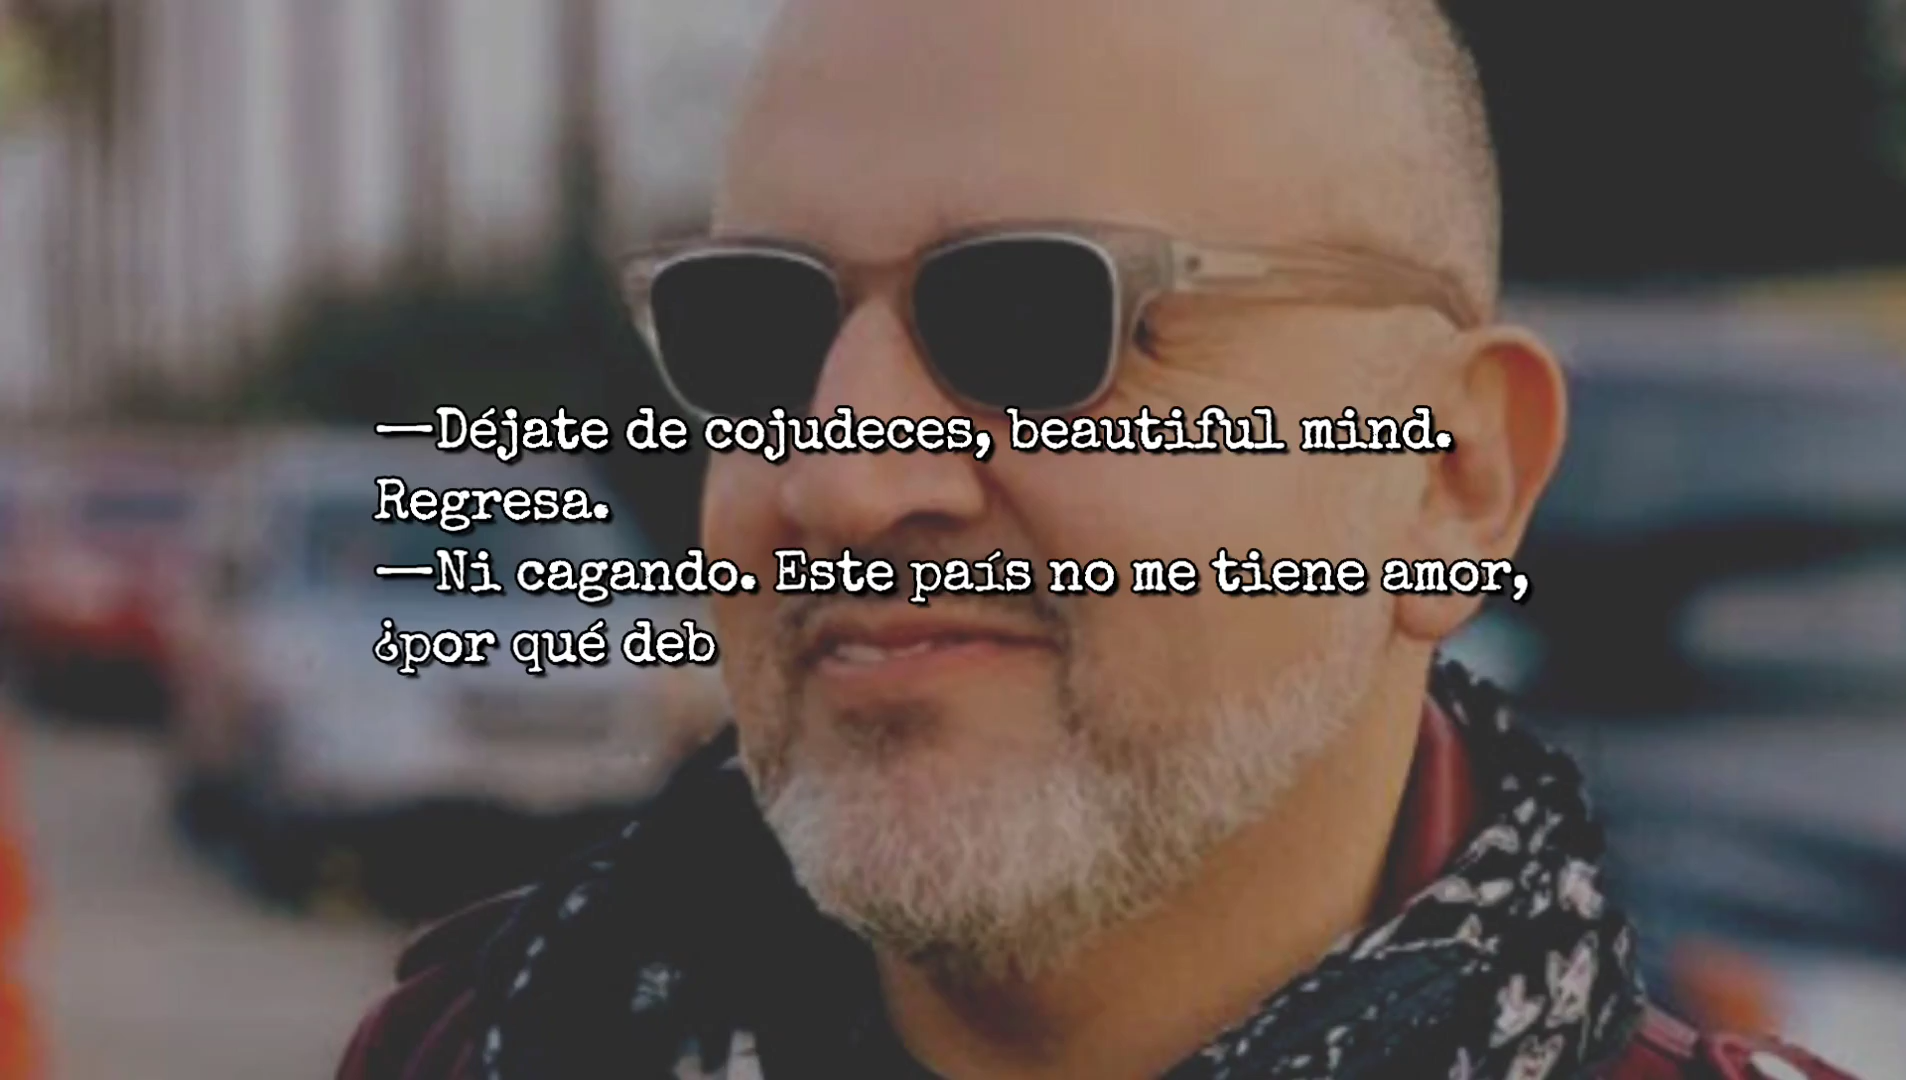 —Déjate de cojudeces, beautiful mind.
Regresa.
—Ni cagando. Este país no me tiene amor,
¿por qué deb